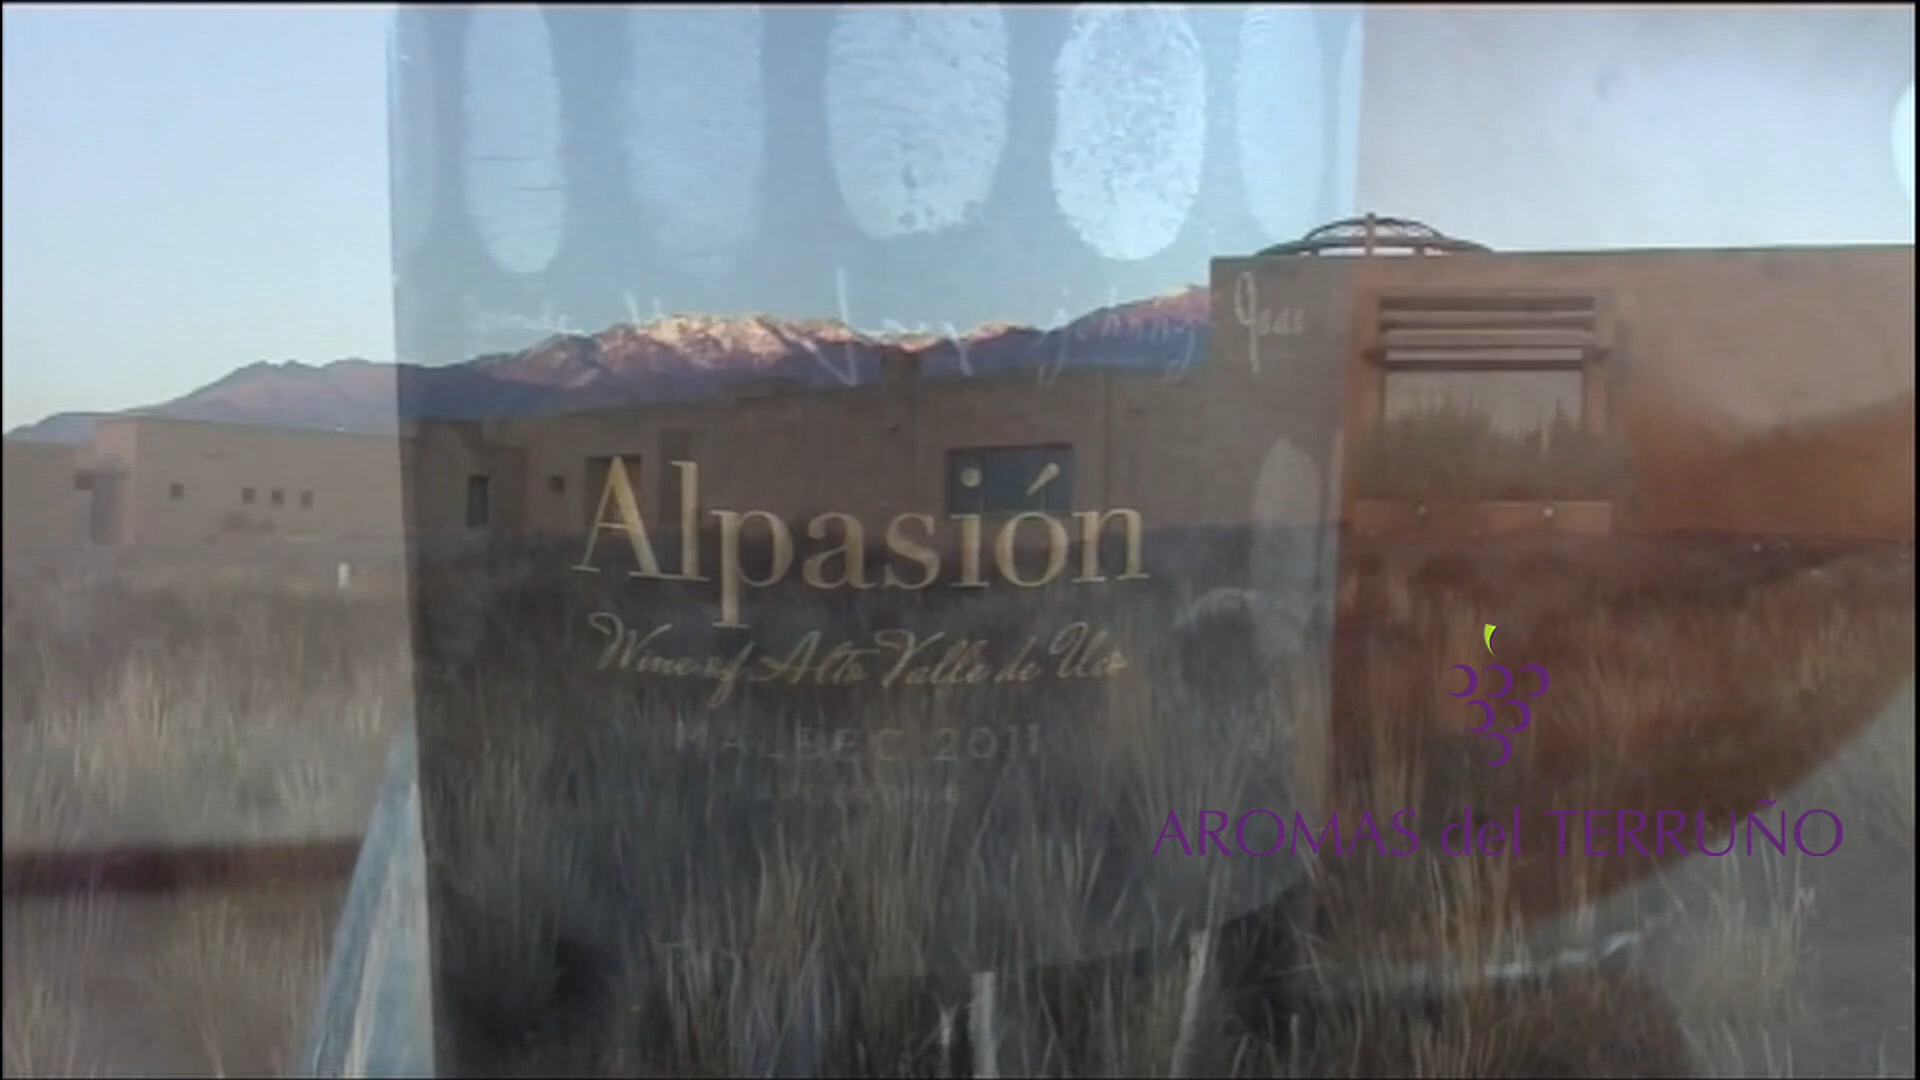 Alpasión
Wine of Alto Valle de Uco
MALBEC 2011
AROMAS del TERRUÑO